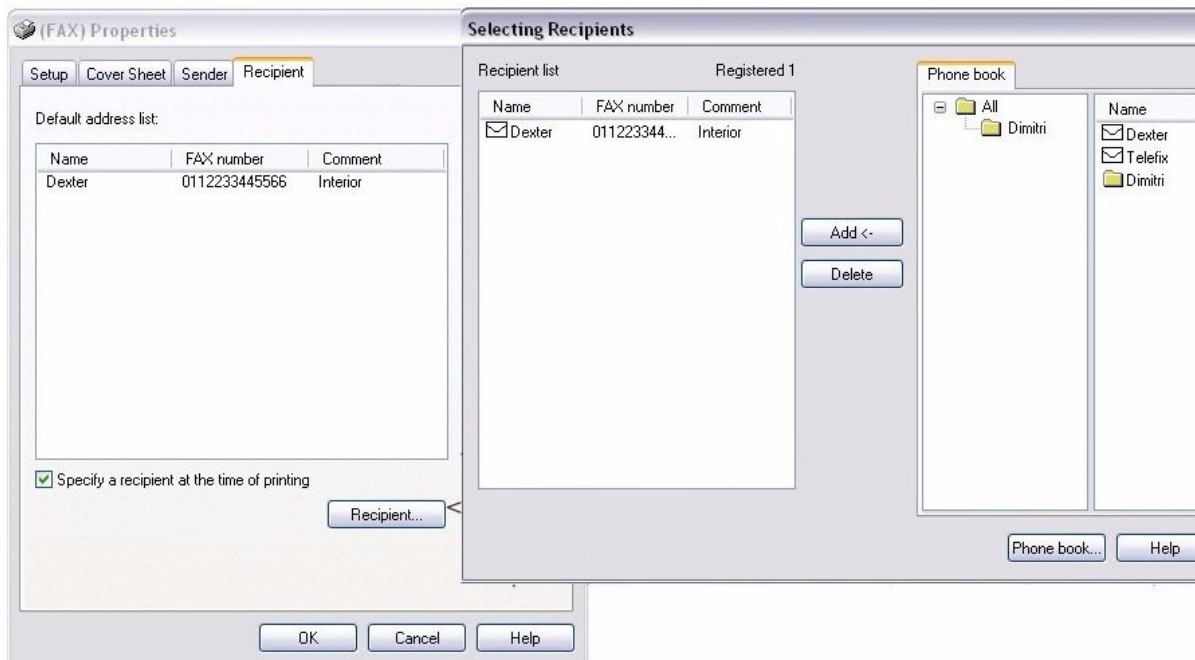 (FAX) Properties
Setup Cover Sheet Sender Recipient
Default address list:
Name FAX number Comment
Dexter 0112233445566 Interior
Specify a recipient at the time of printing
Recipient...
OK Cancel Help
Selecting Recipients
Recipient list Registered 1
Name FAX number Comment
Dexter 011223344... Interior
Add <-
Delete
Phone book
All
Dimitri
Name
Dexter
Telefix
Dimitri
Phone book... Help